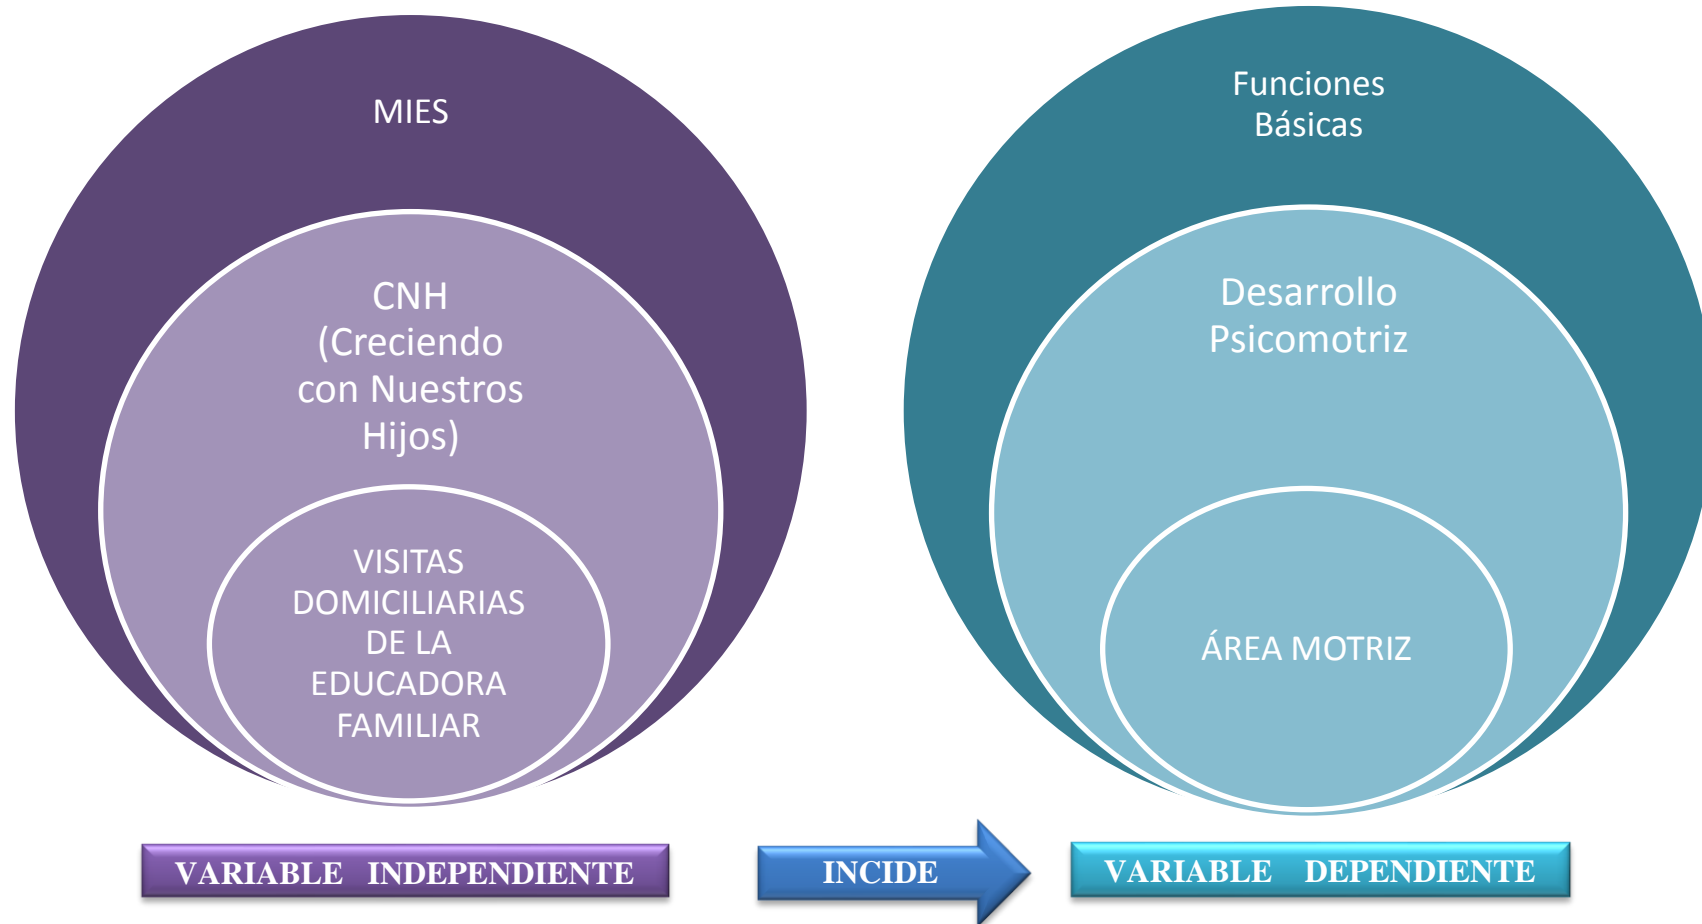 MIES
CNH
(Creciendo
con Nuestros
Hijos)
VISITAS
DOMICILIARIAS
DE LA
EDUCADORA
FAMILIAR
Funciones
Básicas
Desarrollo
Psicomotriz
ÁREA MOTRIZ
VARIABLE INDEPENDIENTE
INCIDE
VARIABLE DEPENDIENTE